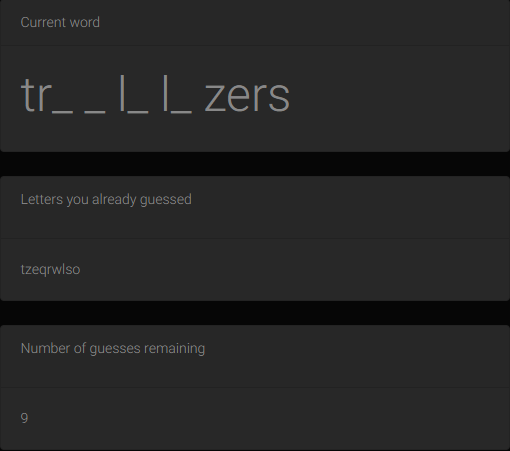 Current word
tr_ _ l_ l_ zers
Letters you already guessed
tzeqrwlso
Number of guesses remaining
9